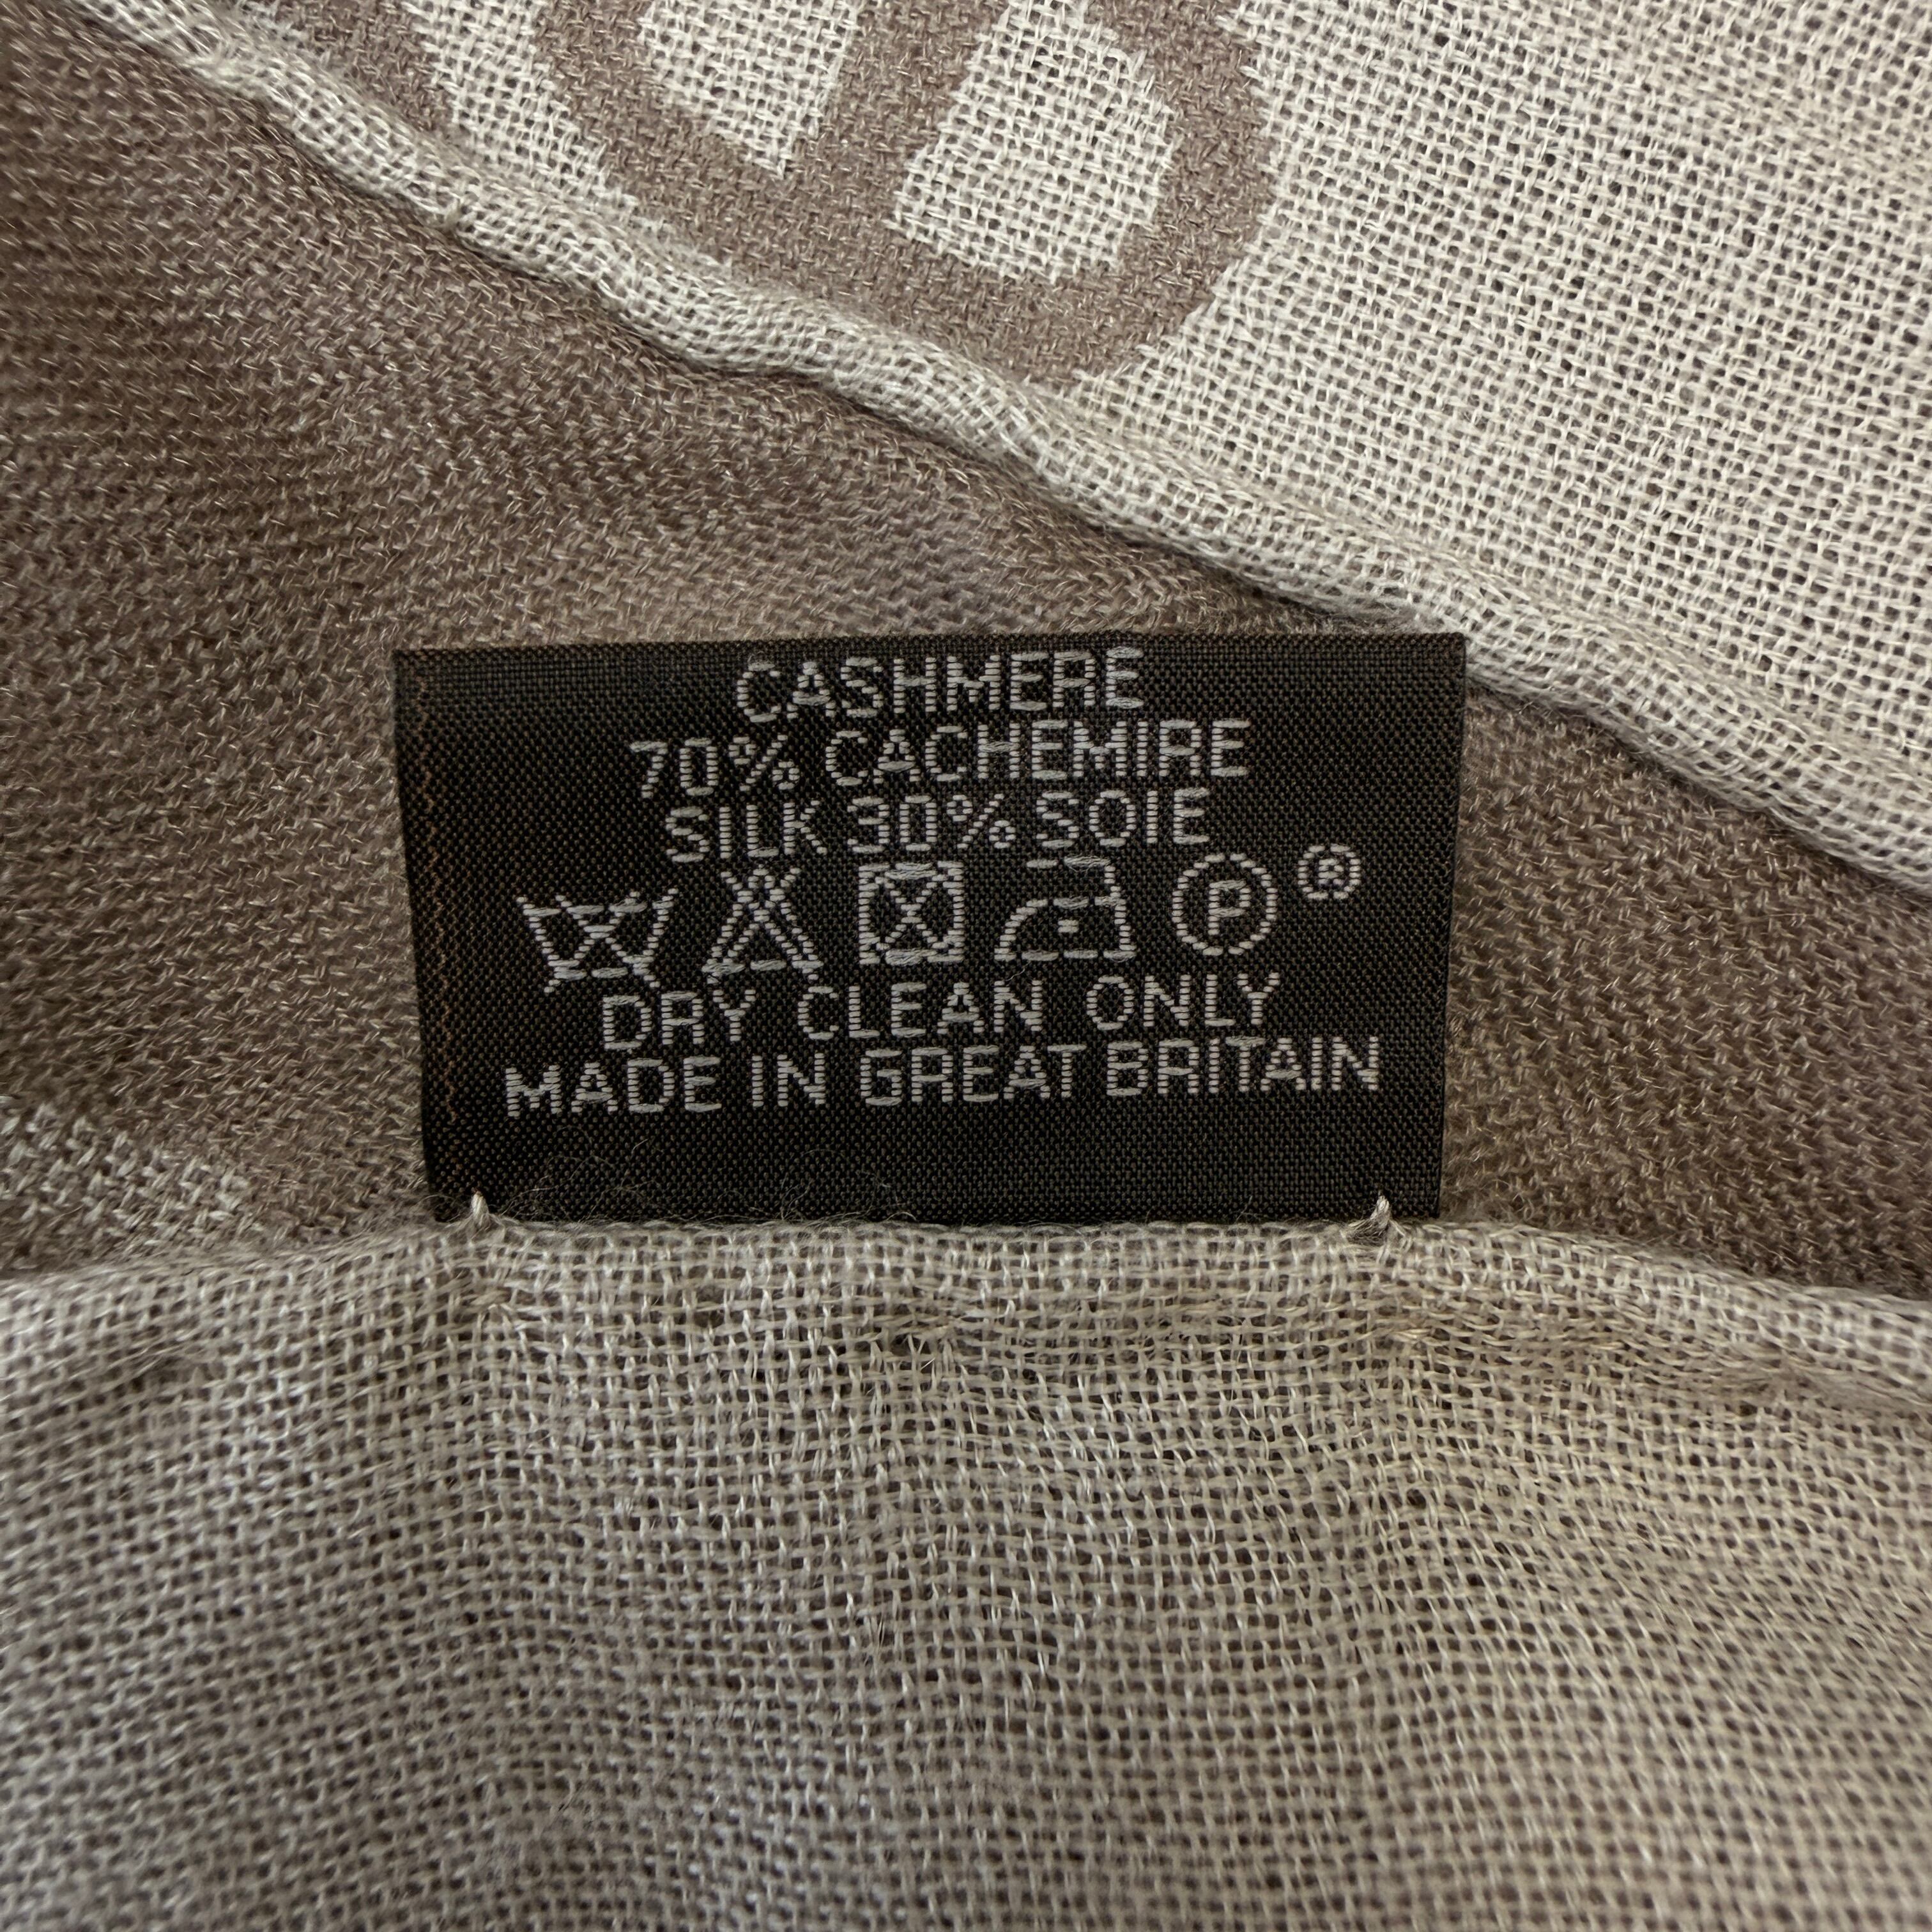 CASHMERE
70% CACHEMIRE
SILK 30% SOIE
P ®
DRY CLEAN ONLY
MADE IN GREAT BRITAIN